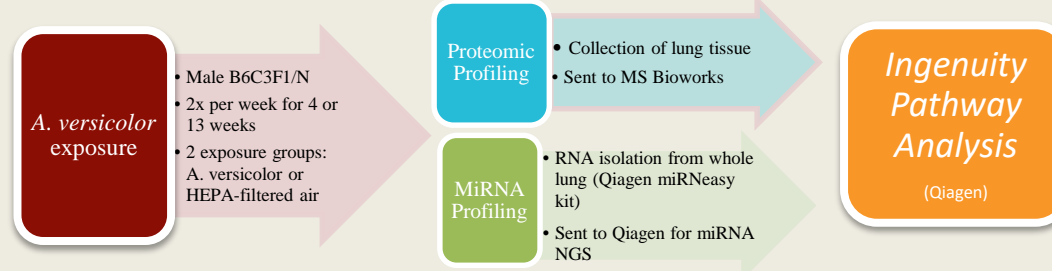 A. versicolor
exposure
• Male B6C3F1/N
• 2x per week for 4 or
13 weeks
• 2 exposure groups:
A. versicolor or
HEPA-filtered air
Proteomic
Profiling
• Collection of lung tissue
• Sent to MS Bioworks
MiRNA
Profiling
• RNA isolation from whole
lung (Qiagen miRNeasy
kit)
• Sent to Qiagen for miRNA
NGS
Ingenuity
Pathway
Analysis
(Qiagen)